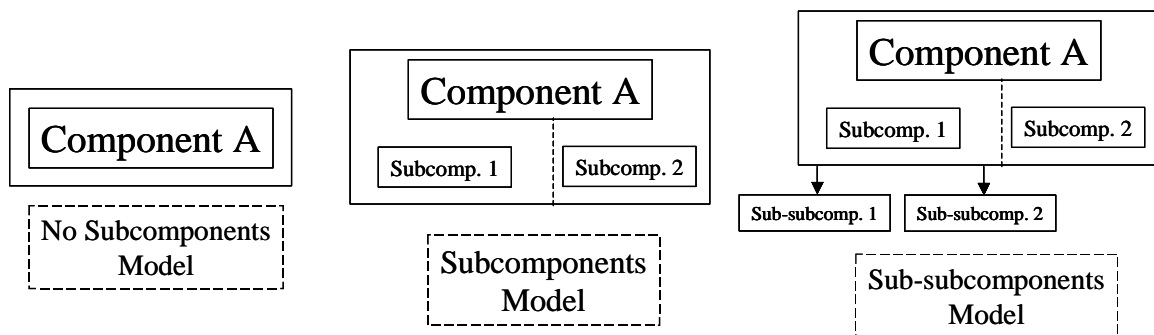 Component A
No Subcomponents
Model
Component A
Subcomp. 1
Subcomp. 2
Subcomponents
Model
Component A
Subcomp. 1
Subcomp. 2
Sub-subcomp. 1
Sub-subcomp. 2
Sub-subcomponents
Model